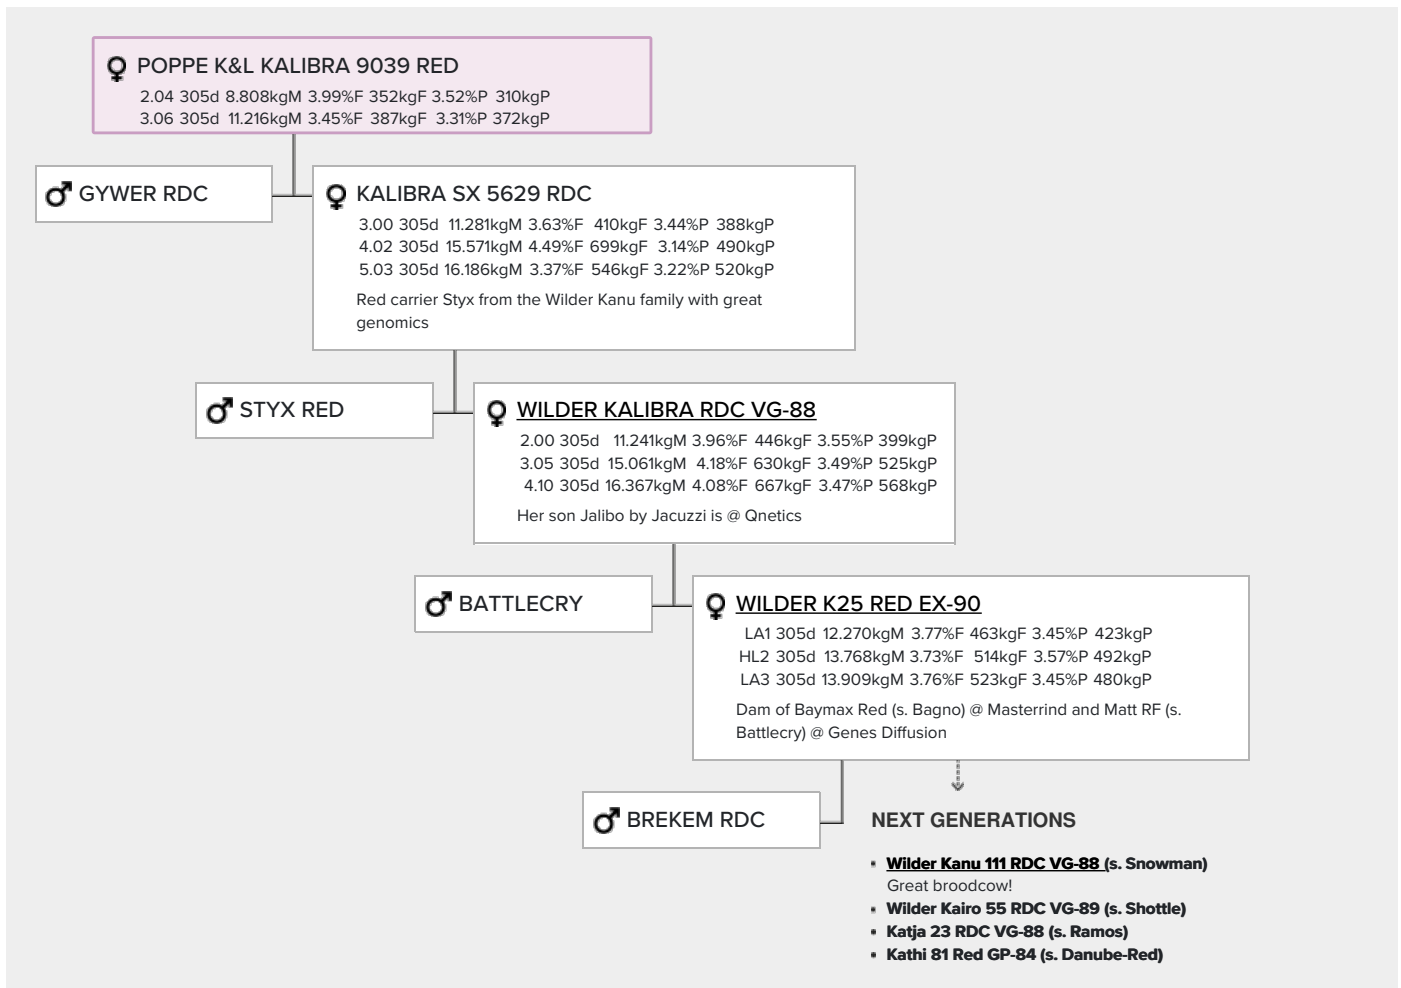 POPPE K&L KALIBRA 9039 RED
2.04 305d 8.808kgM 3.99%F 352kgF 3.52%P 310kgP
3.06 305d 11.216kgM 3.45%F 387kgF 3.31%P 372kgP
GYWER RDC
KALIBRA SX 5629 RDC
3.00 305d 11.281kgM 3.63%F 410kgF 3.44%P 388kgP
4.02 305d 15.571kgM 4.49%F 699kgF 3.14%P 490kgP
5.03 305d 16.186kgM 3.37%F 546kgF 3.22%P 520kgP
Red carrier Styx from the Wilder Kanu family with great
genomics
STYX RED
WILDER KALIBRA RDC VG-88
2.00 305d 11.241kgM 3.96%F 446kgF 3.55%P 399kgP
3.05 305d 15.061kgM 4.18%F 630kgF 3.49%P 525kgP
4.10 305d 16.367kgM 4.08%F 667kgF 3.47%P 568kgP
Her son Jalibo by Jacuzzi is @ Qnetics
BATTLECRY
WILDER K25 RED EX-90
LA1 305d 12.270kgM 3.77%F 463kgF 3.45%P 423kgP
HL2 305d 13.768kgM 3.73%F 514kgF 3.57%P 492kgP
LA3 305d 13.909kgM 3.76%F 523kgF 3.45%P 480kgP
Dam of Baymax Red (s. Bagno) @ Masterrind and Matt RF (s.
Battlecry) @ Genes Diffusion
BREKEM RDC
NEXT GENERATIONS
• Wilder Kanu 111 RDC VG-88 (s. Snowman)
Great broodcow!
• Wilder Kairo 55 RDC VG-89 (s. Shottle)
• Katja 23 RDC VG-88 (s. Ramos)
• Kathi 81 Red GP-84 (s. Danube-Red)